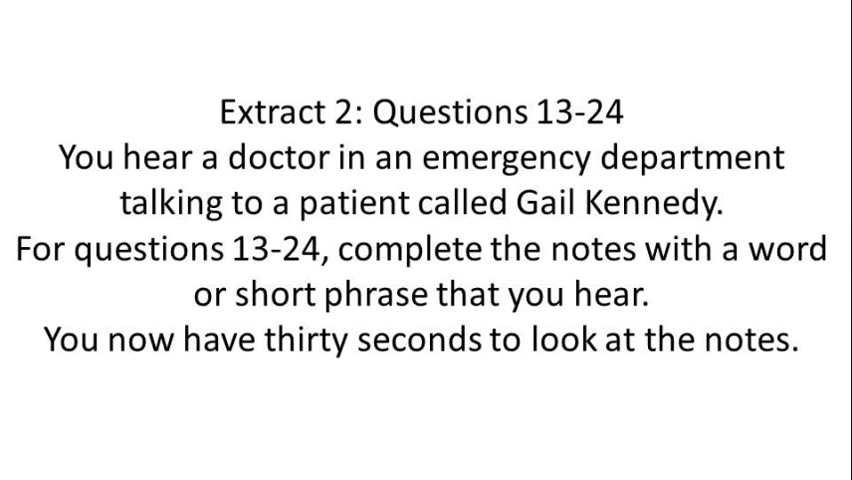 Extract 2: Questions 13-24
You hear a doctor in an emergency department
talking to a patient called Gail Kennedy.
For questions 13-24, complete the notes with a word
or short phrase that you hear.
You now have thirty seconds to look at the notes.